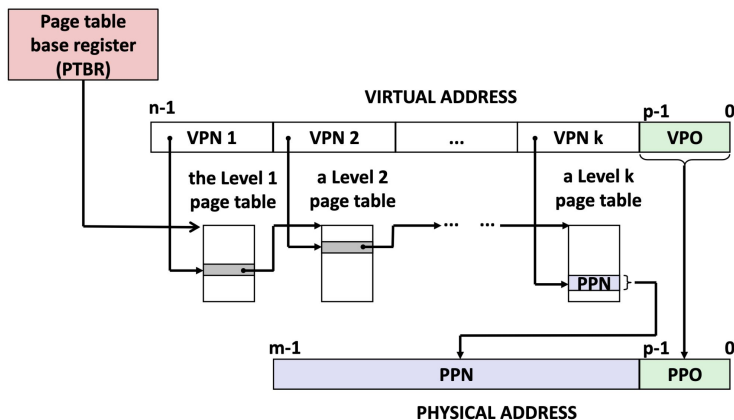 Page table
base register
(PTBR)
VIRTUAL ADDRESS
n-1
p-1
0
VPN 1
VPN 2
...
VPN k
VPO
the Level 1
page table
a Level 2
page table
a Level k
page table
... ...
PPN
m-1
p-1
0
PPN
PPO
PHYSICAL ADDRESS